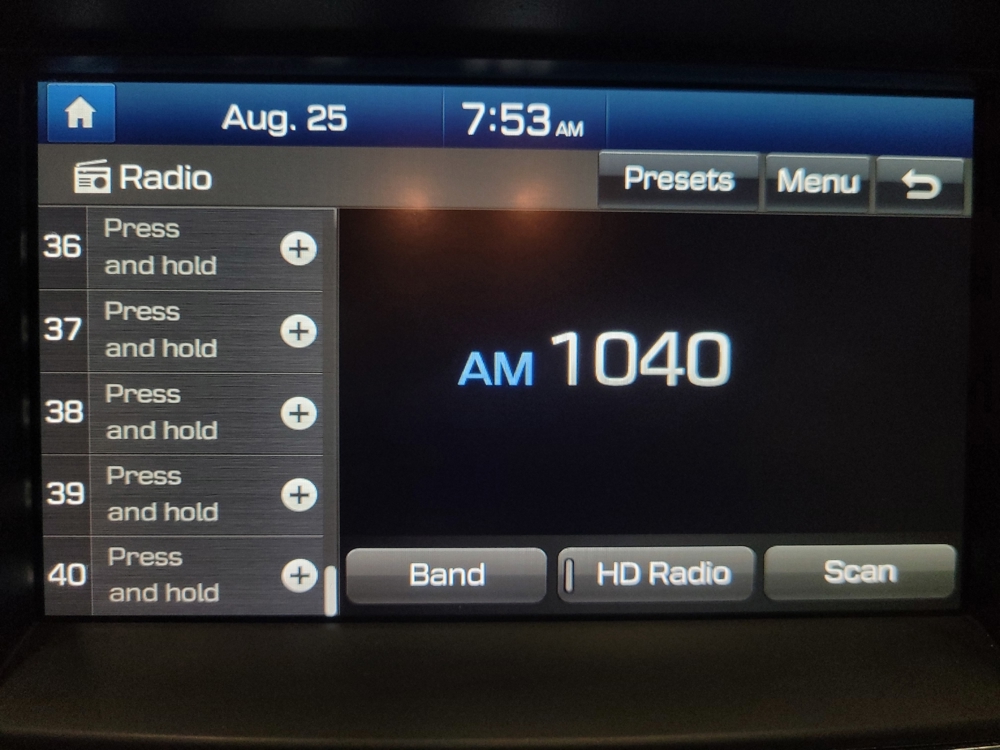 Aug. 25
7:53 AM
Radio
Presets
Menu
36
Press
and hold
37
Press
and hold
38
Press
and hold
39
Press
and hold
40
Press
and hold
AM 1040
Band
HD Radio
Scan